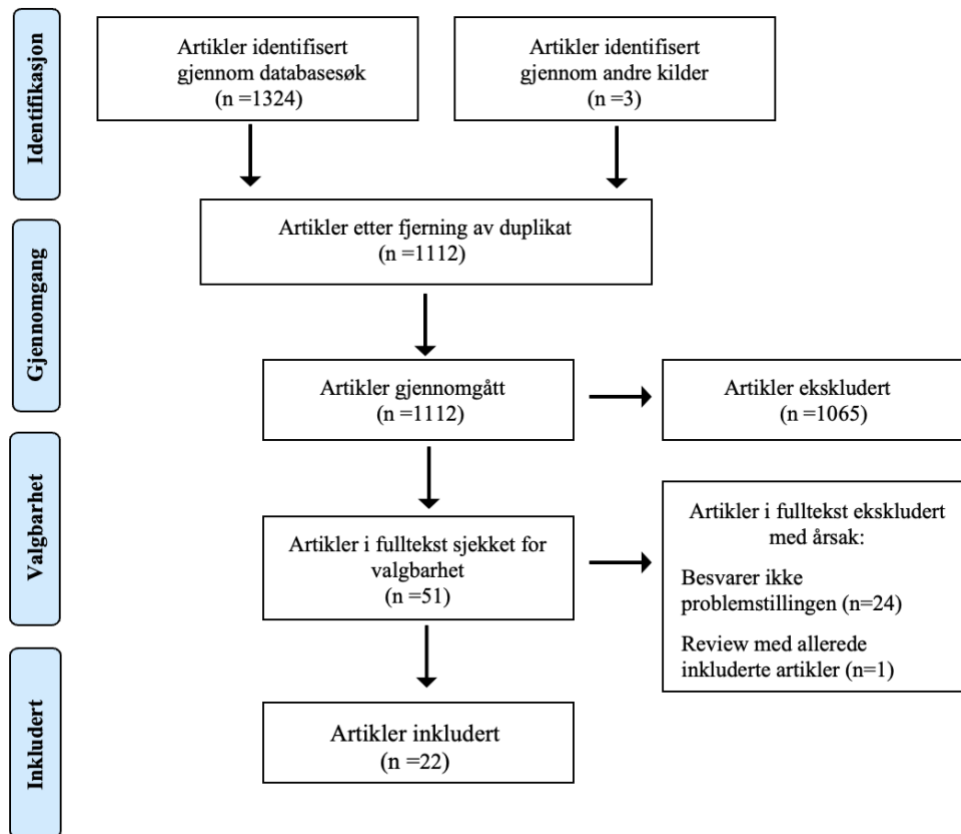 Identifikasjon
Artikler identifisert
gjennom databasesøk
(n =1324)
Artikler identifisert
gjennom andre kilder
(n =3)
Artikler etter fjerning av duplikat
(n =1112)
Gjennomgang
Artikler gjennomgått
(n =1112)
Artikler ekskludert
(n =1065)
Valgbarhet
Artikler i fulltekst sjekket for
valgbarhet
(n =51)
Artikler i fulltekst ekskludert
med årsak:
Besvarer ikke
problemstillingen (n=24)
Review med allerede
inkluderte artikler (n=1)
Inkludert
Artikler inkludert
(n =22)